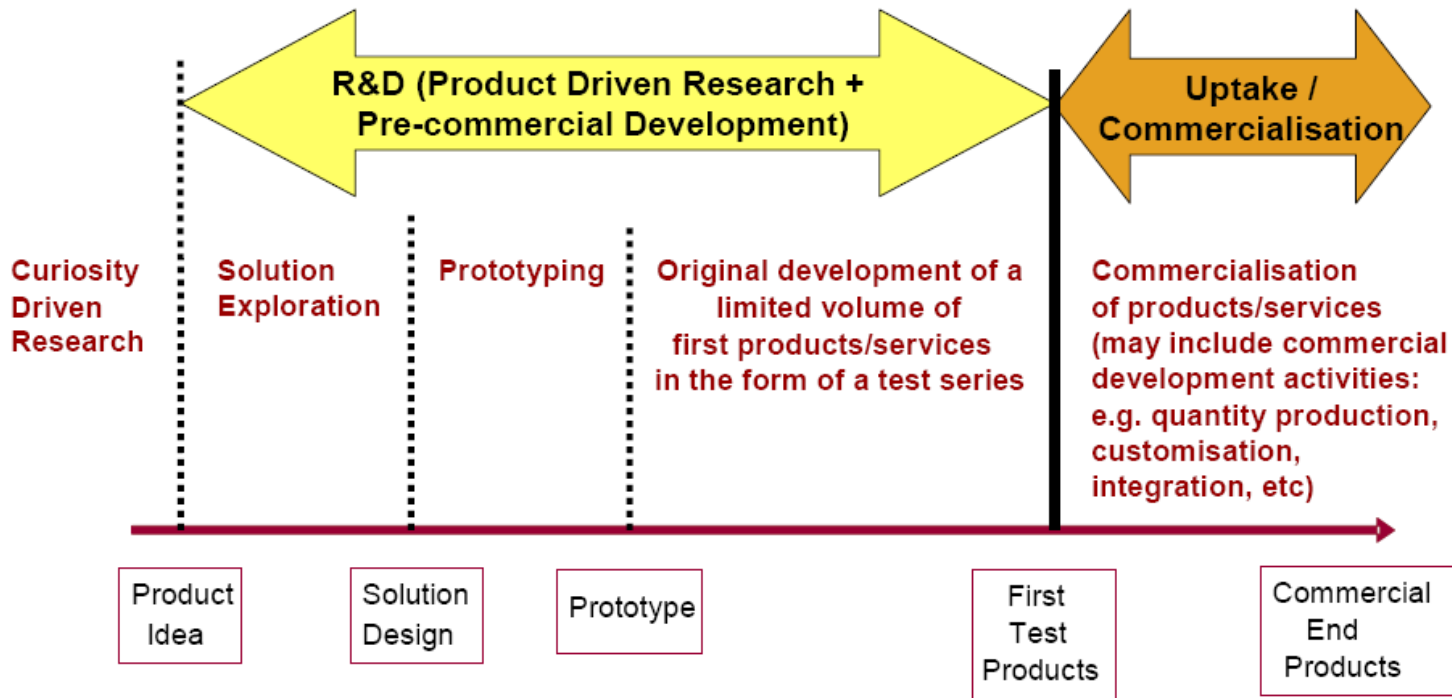 R&D (Product Driven Research +
Pre-commercial Development)
Uptake /
Commercialisation
Curiosity
Driven
Research
Solution
Exploration
Prototyping
Original development of a
limited volume of
first products/services
in the form of a test series
Commercialisation
of products/services
(may include commercial
development activities:
e.g. quantity production,
customisation,
integration, etc)
Product
Idea
Solution
Design
Prototype
First
Test
Products
Commercial
End
Products